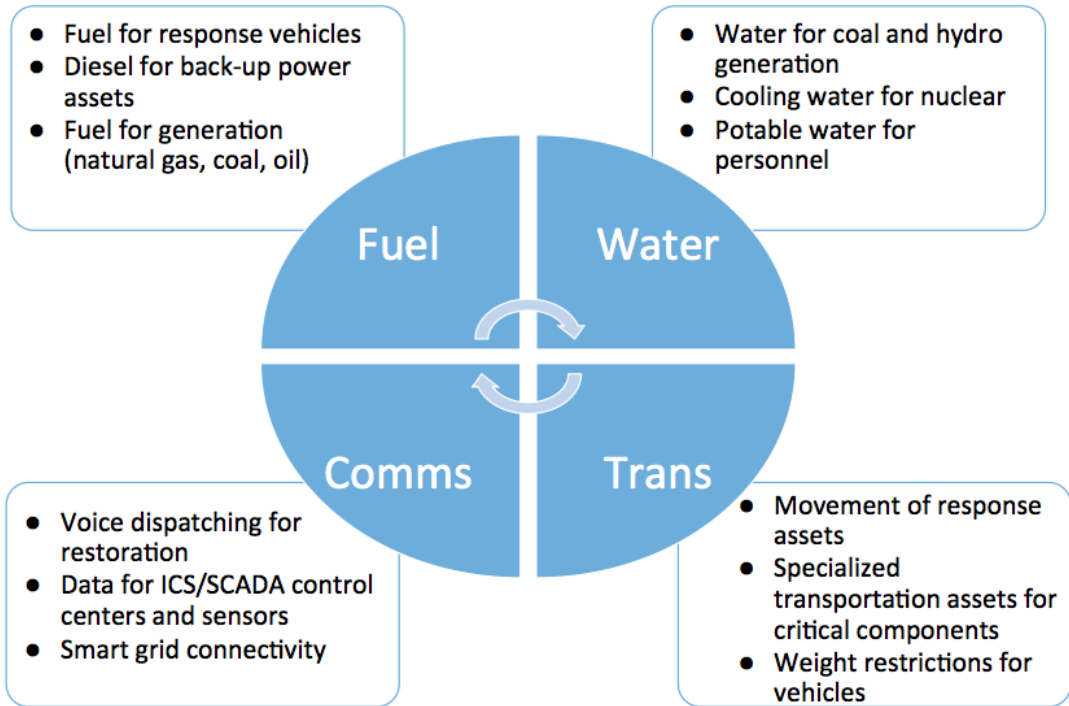 ● Fuel for response vehicles
● Diesel for back-up power
assets
● Fuel for generation
(natural gas, coal, oil)
● Water for coal and hydro
generation
● Cooling water for nuclear
● Potable water for
personnel
Fuel
Water
Comms
Trans
● Voice dispatching for
restoration
● Data for ICS/SCADA control
centers and sensors
● Smart grid connectivity
● Movement of response
assets
● Specialized
transportation assets for
critical components
● Weight restrictions for
vehicles